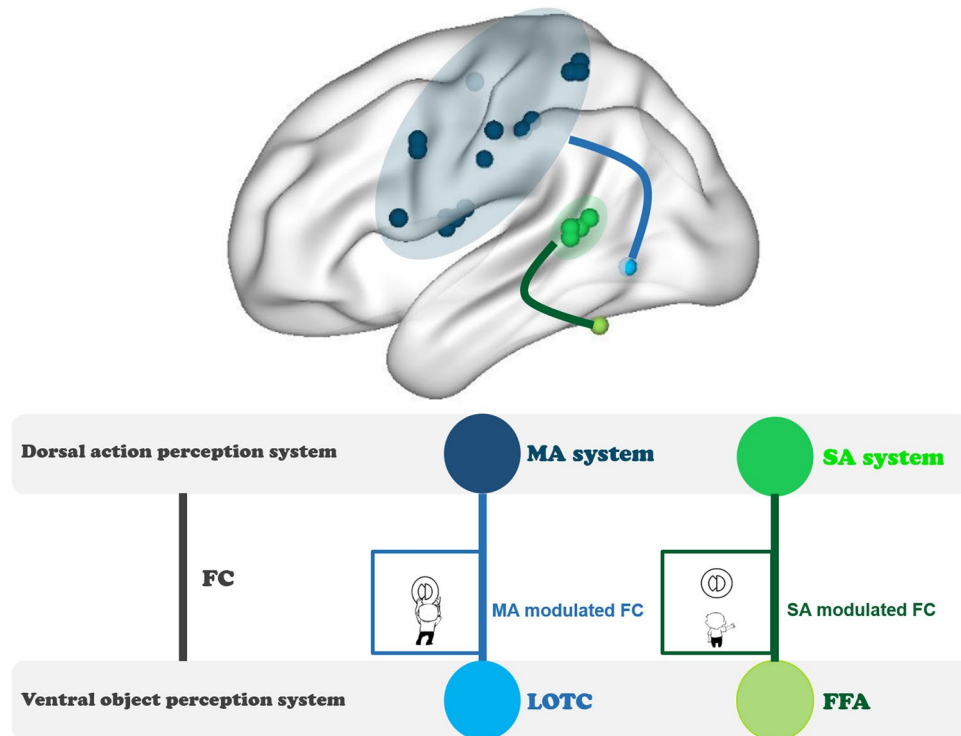 Dorsal action perception system
MA system
SA system
FC
MA modulated FC
SA modulated FC
Ventral object perception system
LOTC
FFA